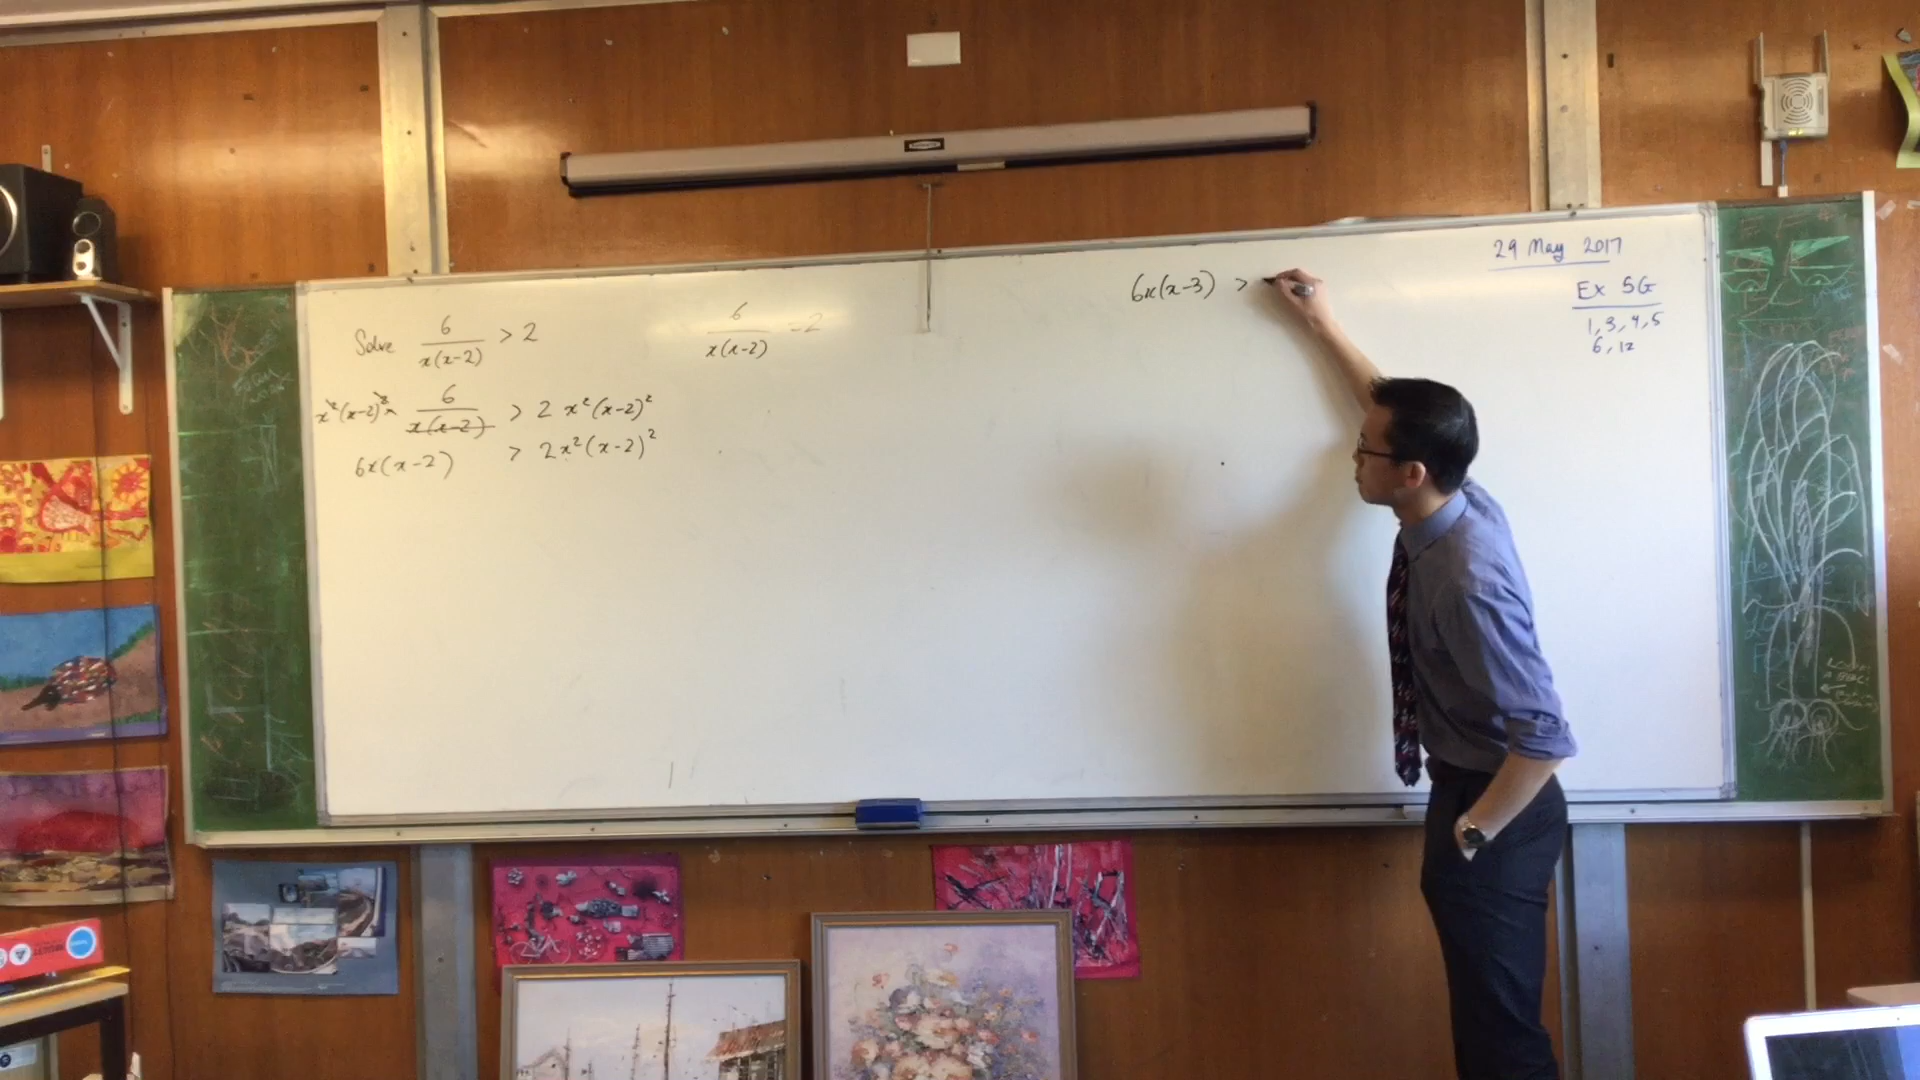 Solve 6/x(x-2) > 2
x²(x-2)² × 6/x(x-2) > 2 x²(x-2)²
6x(x-2) > 2x²(x-2)²
6/x(x-2) - 2
6x(x-3) >
29 May 2017
Ex 5G
1, 3, 4, 5
6, 12